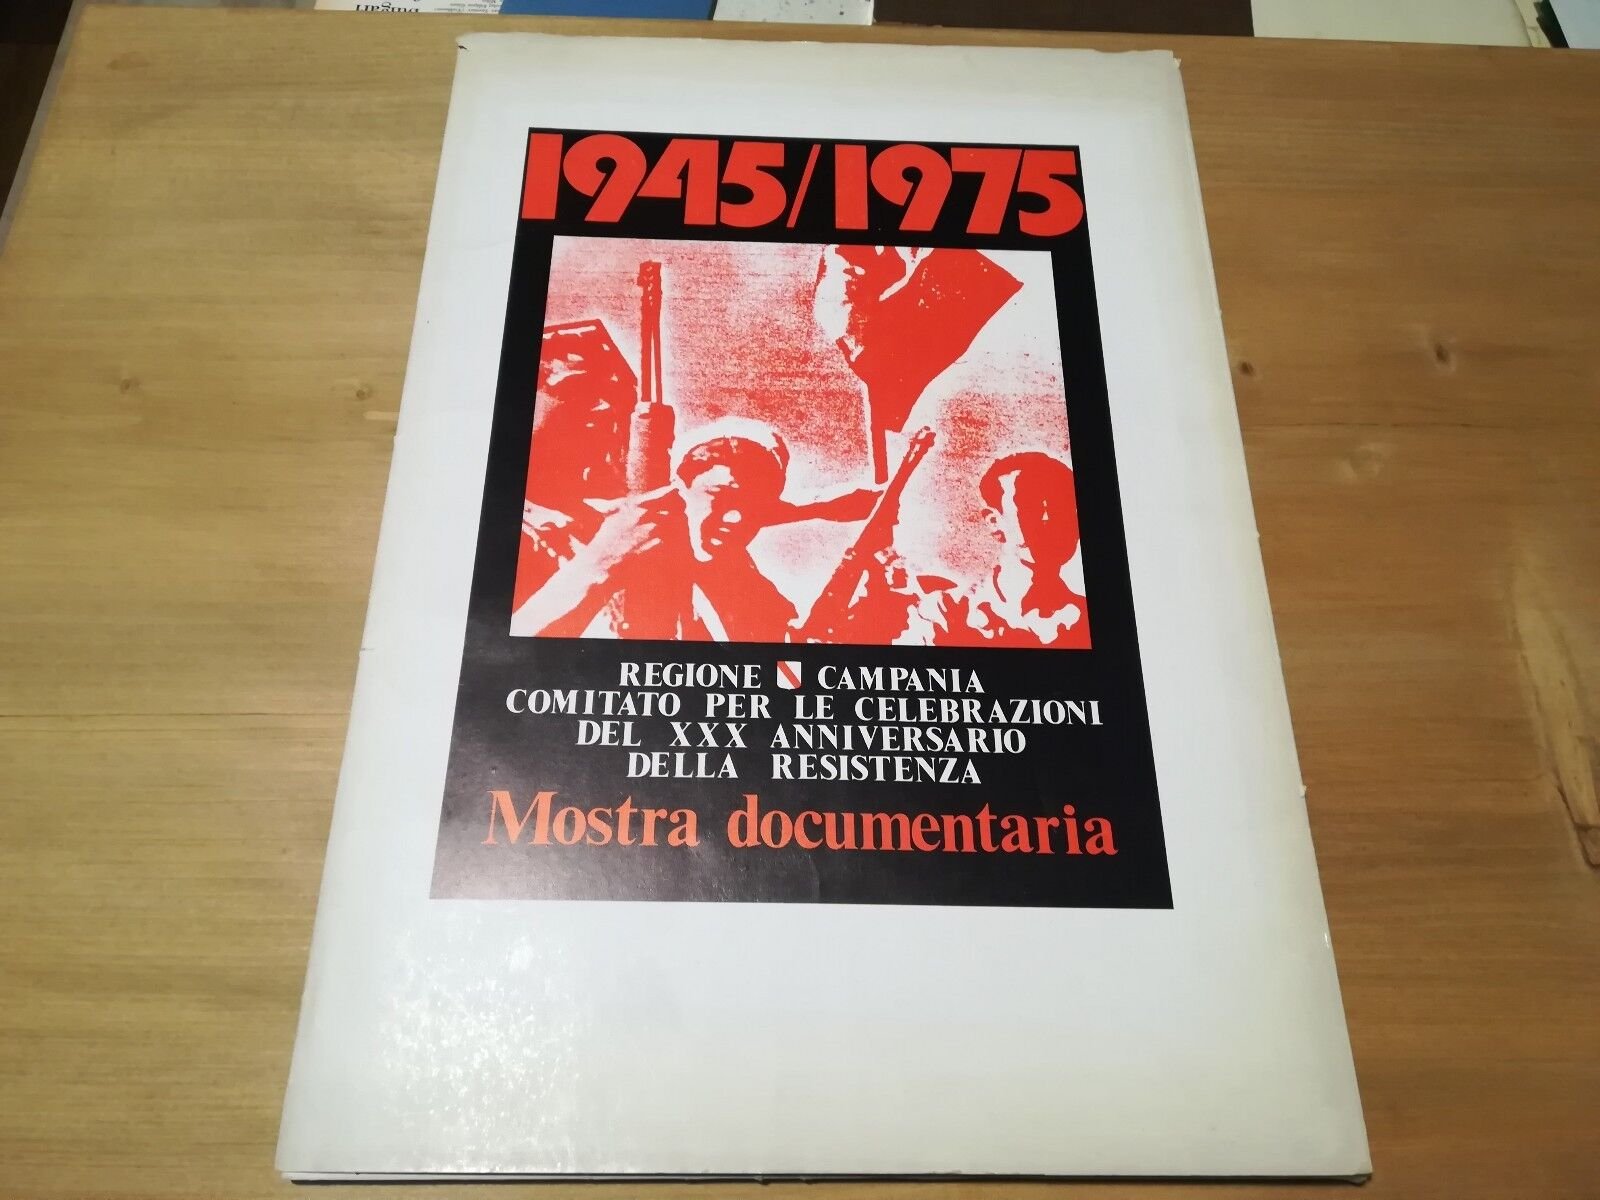 1945/1975
REGIONE CAMPANIA
COMITATO PER LE CELEBRAZIONI
DEL XXX ANNIVERSARIO
DELLA RESISTENZA
Mostra documentaria